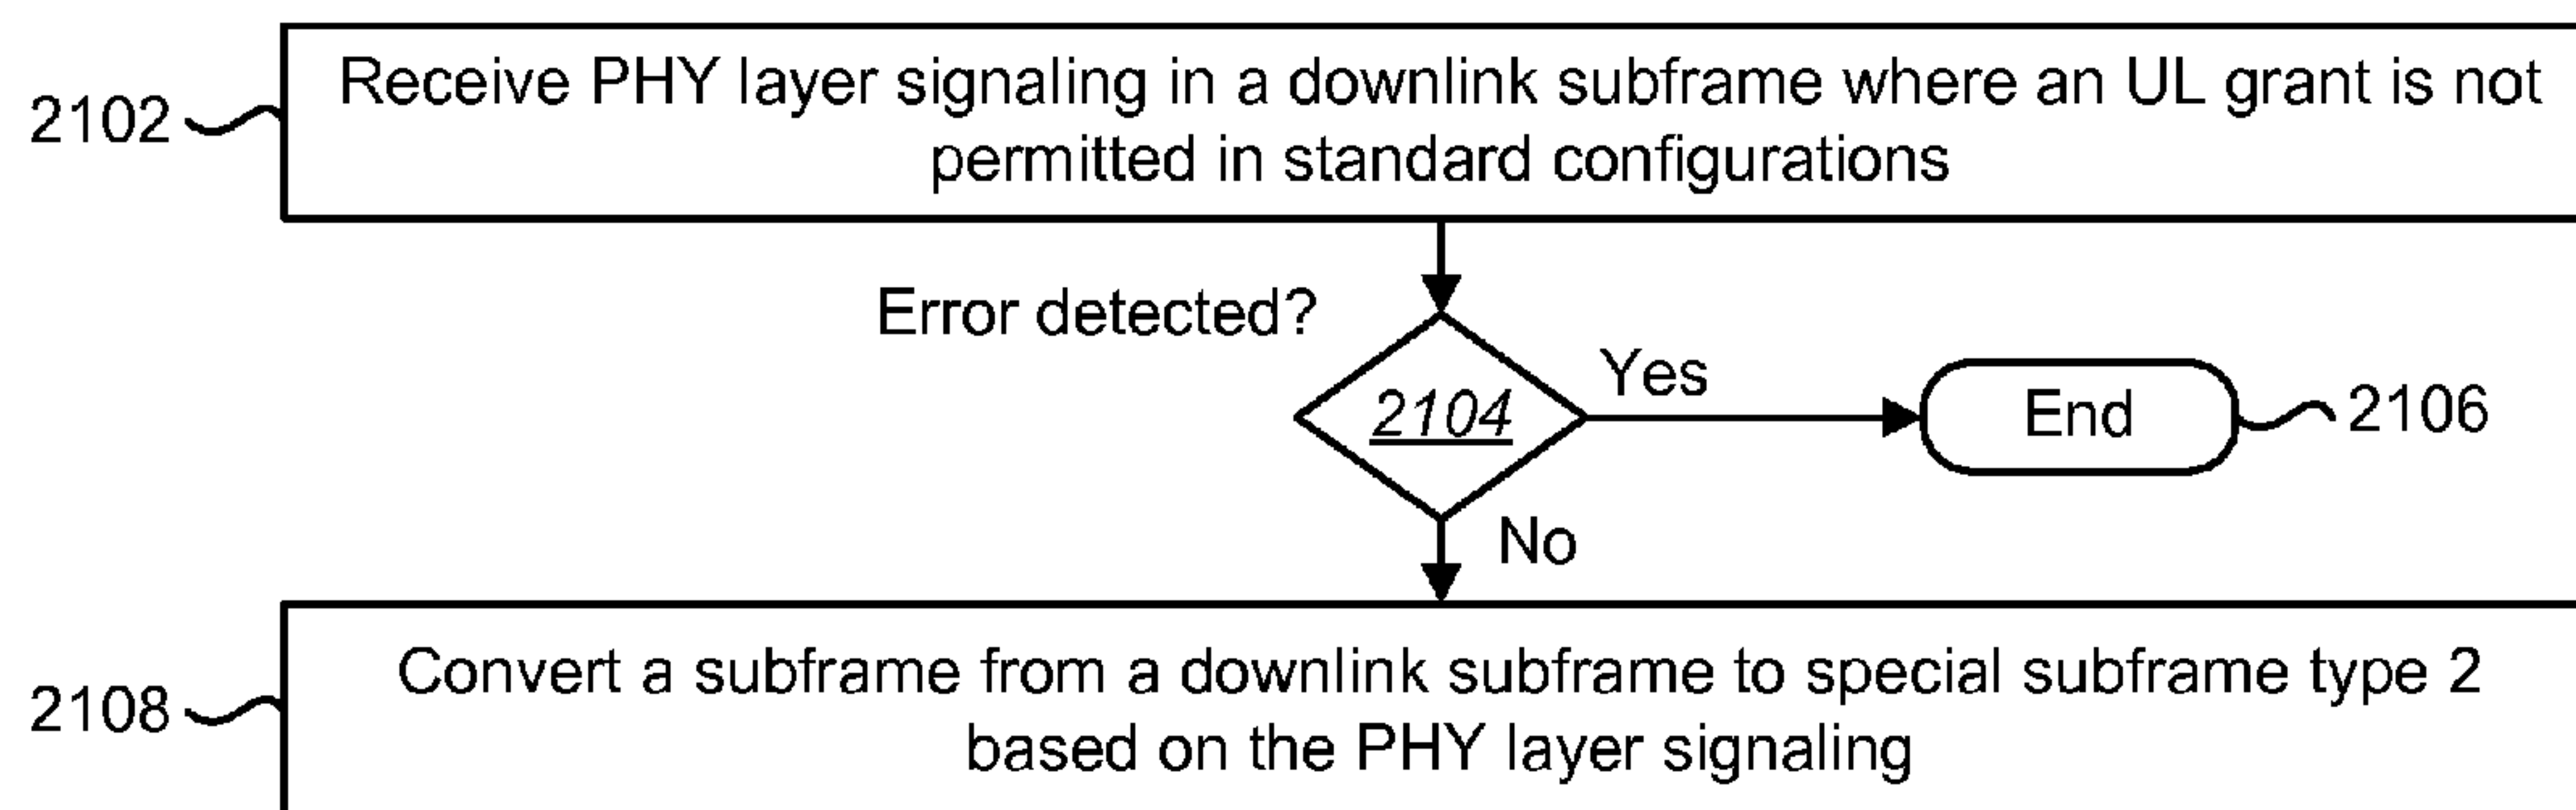 2102
Receive PHY layer signaling in a downlink subframe where an UL grant is not
permitted in standard configurations
Error detected?
2104
Yes
End
2106
No
2108
Convert a subframe from a downlink subframe to special subframe type 2
based on the PHY layer signaling